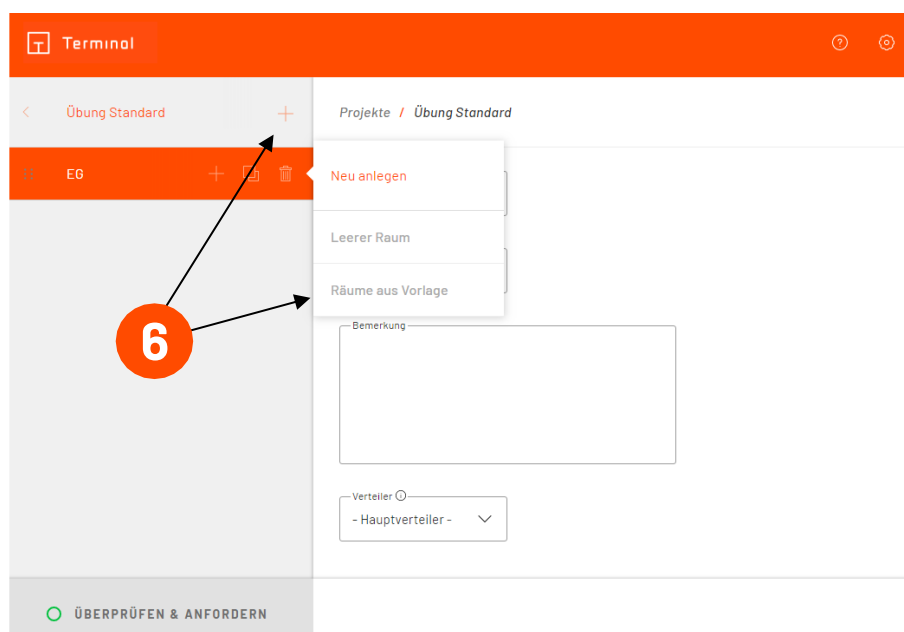 Terminal
Übung Standard
Projekte / Übung Standard
EG
Neu anlegen
Leerer Raum
Räume aus Vorlage
6
Bemerkung
Verteiler
- Hauptverteiler -
ÜBERPRÜFEN & ANFORDERN